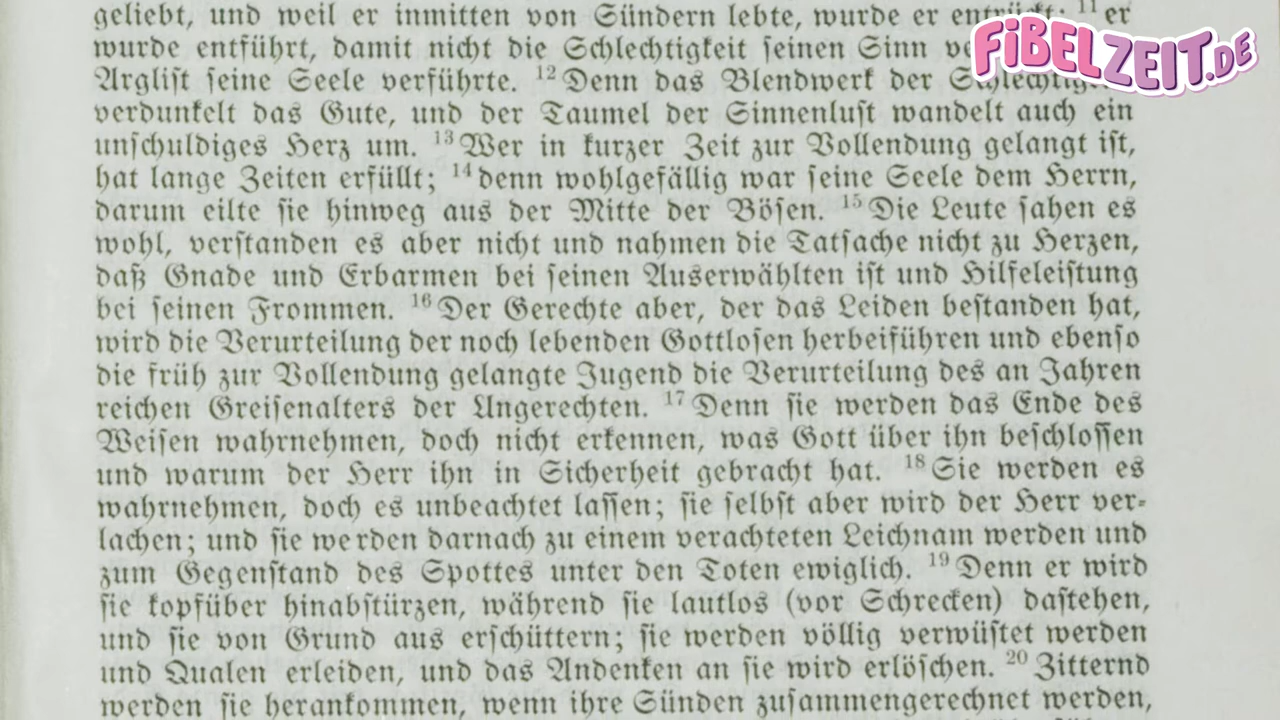 geliebt, und weil er inmitten von Sündern lebte, wurde er entrückt; ¹¹ er
FiBELZEIT.DE
wurde entführt, damit nicht die Schlechtigkeit seinen Sinn
Arglist seine Seele verführte. ¹² Denn das Blendwerk der
verdunkelt das Gute, und der Taumel der Sinnenlust wandelt auch ein
unschuldiges Herz um. ¹³ Wer in kurzer Zeit zur Vollendung gelangt ist,
hat lange Zeiten erfüllt; ¹⁴ denn wohlgefällig war seine Seele dem Herrn,
darum eilte sie hinweg aus der Mitte der Bösen. ¹⁵ Die Leute sahen es
wohl, verstanden es aber nicht und nahmen die Tatsache nicht zu Herzen,
daß Gnade und Erbarmen bei seinen Auserwählten ist und Hilfeleistung
bei seinen Frommen. ¹⁶ Der Gerechte aber, der das Leiden bestanden hat,
wird die Verurteilung der noch lebenden Gottlosen herbeiführen und ebenso
die früh zur Vollendung gelangte Jugend die Verurteilung des an Jahren
reichen Greisenalters der Ungerechten. ¹⁷ Denn sie werden das Ende des
Weisen wahrnehmen, doch nicht erkennen, was Gott über ihn beschlossen
und warum der Herr ihn in Sicherheit gebracht hat. ¹⁸ Sie werden es
wahrnehmen, doch es unbeachtet lassen; sie selbst aber wird der Herr ver-
lachen; und sie werden darnach zu einem verachteten Leichnam werden und
zum Gegenstand des Spottes unter den Toten ewiglich. ¹⁹ Denn er wird
sie kopfüber hinabstürzen, während sie lautlos (vor Schrecken) dastehen,
und sie von Grund aus erschüttern; sie werden völlig verwüstet werden
und Qualen erleiden, und das Andenken an sie wird erlöschen. ²⁰ Zitternd
werden sie herankommen, wenn ihre Sünden zusammengerechnet werden,